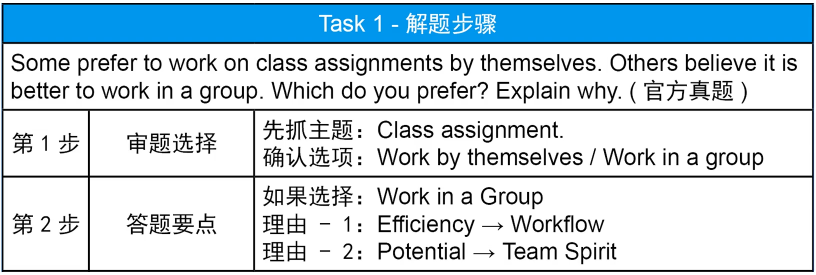 Task 1 - 解题步骤
Some prefer to work on class assignments by themselves. Others believe it is
better to work in a group. Which do you prefer? Explain why. ( 官方真题 )
第 1 步
审题选择
先抓主题：Class assignment.
确认选项：Work by themselves / Work in a group
第 2 步
答题要点
如果选择：Work in a Group
理由 - 1：Efficiency → Workflow
理由 - 2：Potential → Team Spirit